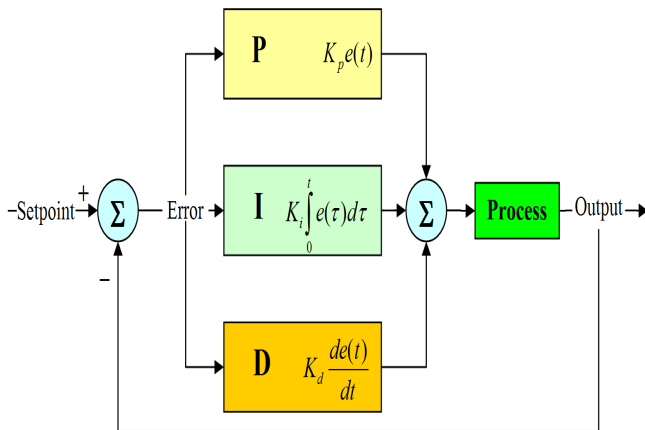 P K_p e(t)
+
–Setpoint Σ Error I K_i ∫_0^t e(τ)dτ Σ Process Output
–
D K_d de(t)/dt